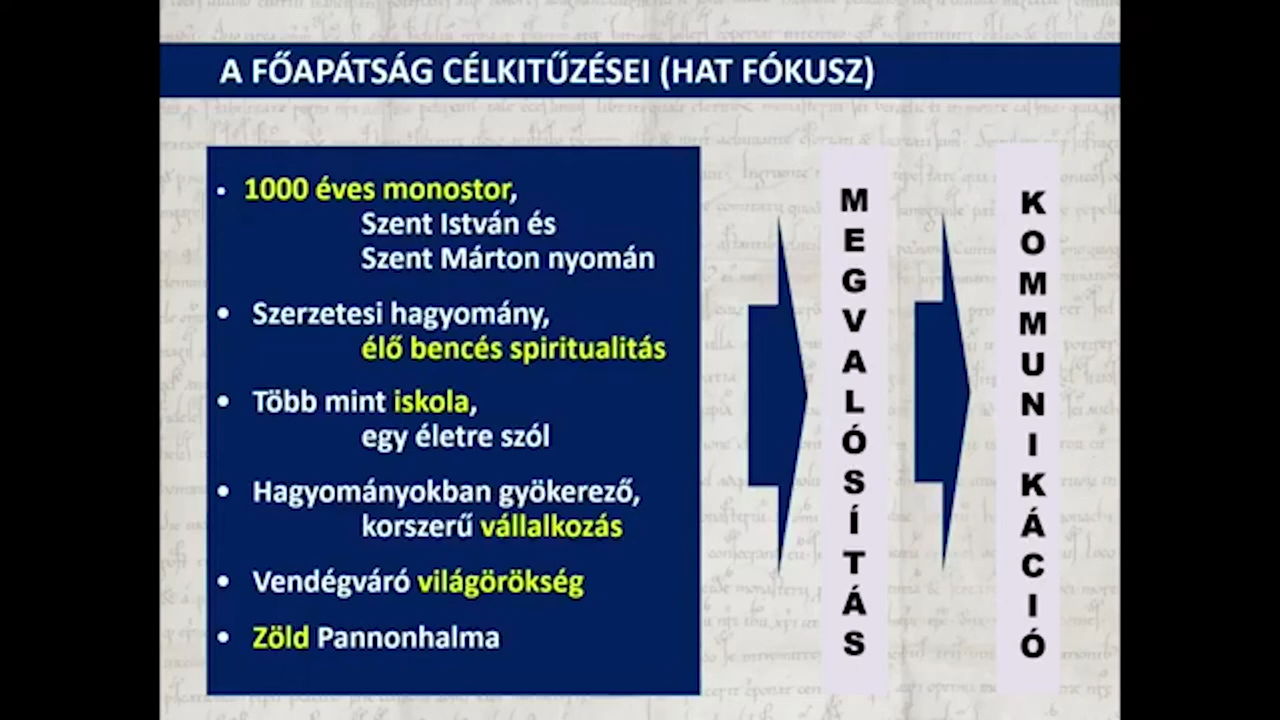 A FŐAPÁTSÁG CÉLKITŰZÉSEI (HAT FÓKUSZ)
• 1000 éves monostor,
Szent István és
Szent Márton nyomán
• Szerzetesi hagyomány,
élő bencés spiritualitás
• Több mint iskola,
egy életre szól
• Hagyományokban gyökerező,
korszerű vállalkozás
• Vendégváró világörökség
• Zöld Pannonhalma
MEGVALÓSÍTÁS
KOMMUNIKÁCIÓ